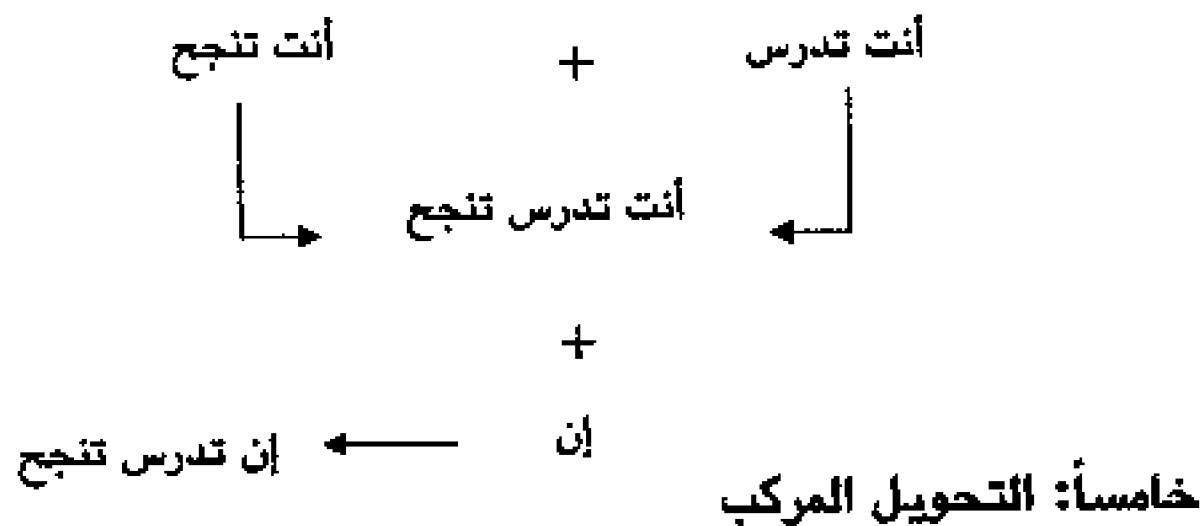 أنت تدرس + أنت تنجح
أنت تدرس تنجح
+
إن إن تدرس تنجح
خامساً: التحويل المركب